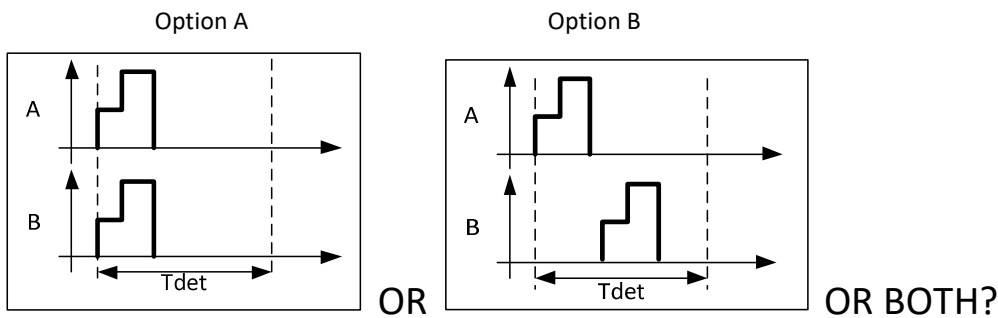 Option A
Option B
A
B
Tdet
OR
A
B
Tdet
OR BOTH?